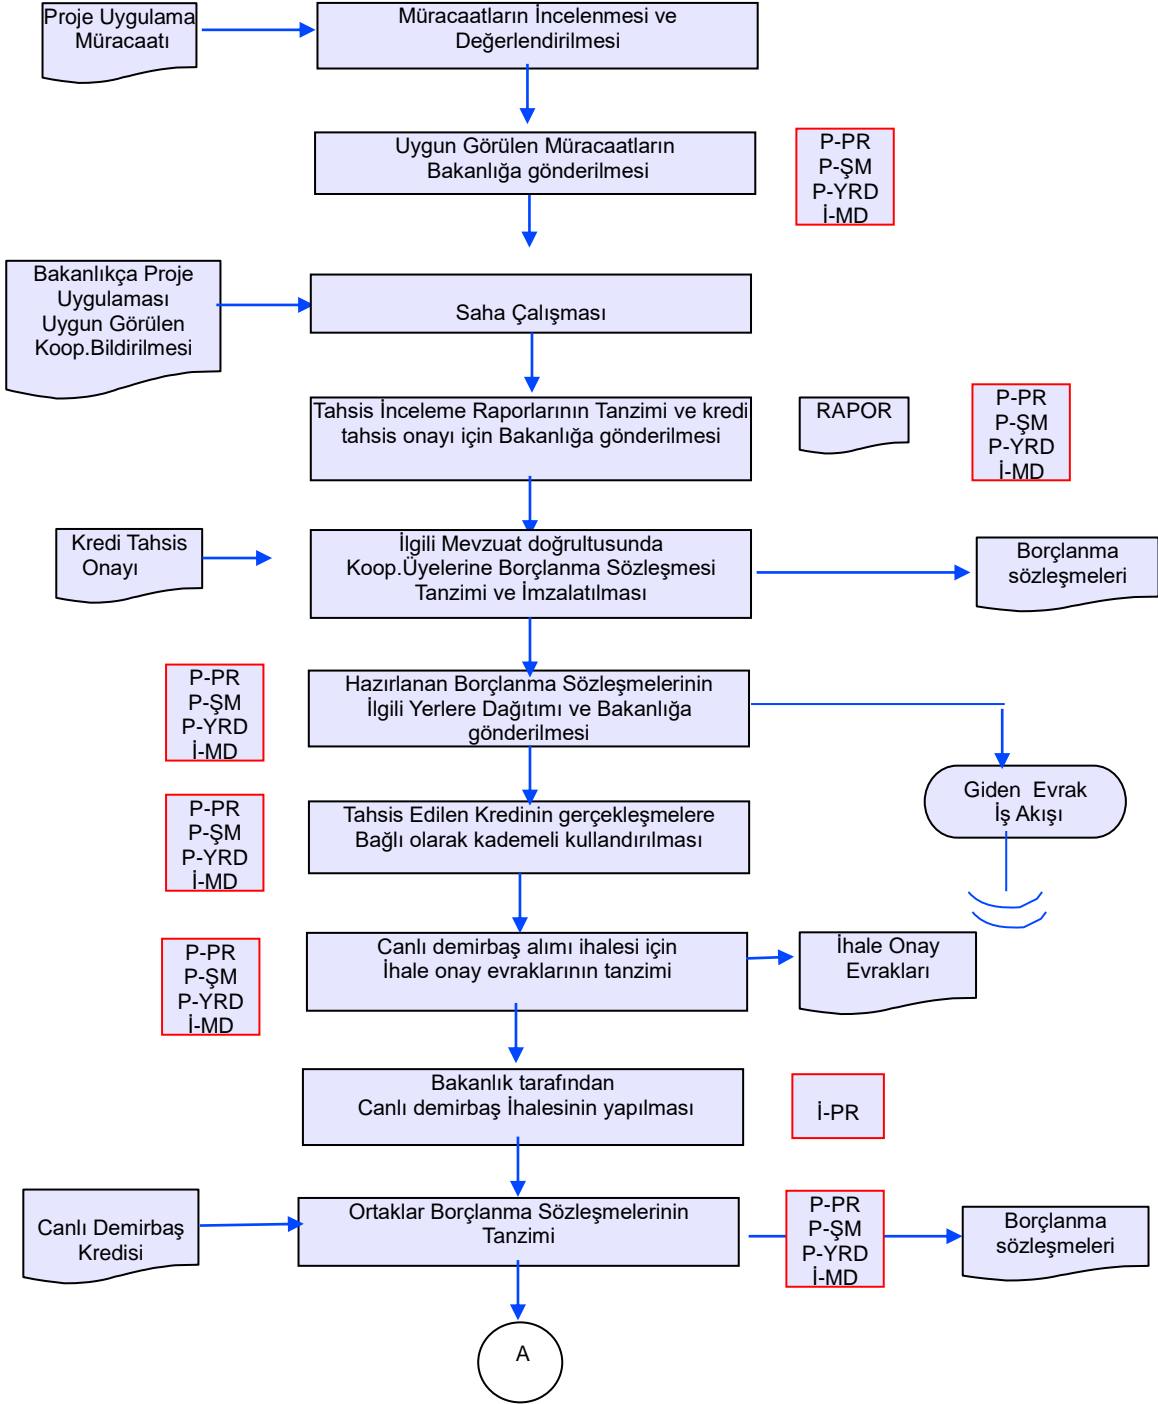 Proje Uygulama
Müracaatı
Müracaatların İncelenmesi ve
Değerlendirilmesi
Uygun Görülen Müracaatların
Bakanlığa gönderilmesi
P-PR
P-ŞM
P-YRD
İ-MD
Bakanlıkça Proje
Uygulaması
Uygun Görülen
Koop.Bildirilmesi
Saha Çalışması
Tahsis İnceleme Raporlarının Tanzimi ve kredi
tahsis onayı için Bakanlığa gönderilmesi
RAPOR
P-PR
P-ŞM
P-YRD
İ-MD
Kredi Tahsis
Onayı
İlgili Mevzuat doğrultusunda
Koop.Üyelerine Borçlanma Sözleşmesi
Tanzimi ve İmzalatılması
Borçlanma
sözleşmeleri
P-PR
P-ŞM
P-YRD
İ-MD
Hazırlanan Borçlanma Sözleşmelerinin
İlgili Yerlere Dağıtımı ve Bakanlığa
gönderilmesi
Giden Evrak
İş Akışı
P-PR
P-ŞM
P-YRD
İ-MD
Tahsis Edilen Kredinin gerçekleşmelere
Bağlı olarak kademeli kullandırılması
P-PR
P-ŞM
P-YRD
İ-MD
Canlı demirbaş alımı ihalesi için
İhale onay evraklarının tanzimi
İhale Onay
Evrakları
Bakanlık tarafından
Canlı demirbaş İhalesinin yapılması
İ-PR
Canlı Demirbaş
Kredisi
Ortaklar Borçlanma Sözleşmelerinin
Tanzimi
P-PR
P-ŞM
P-YRD
İ-MD
Borçlanma
sözleşmeleri
A